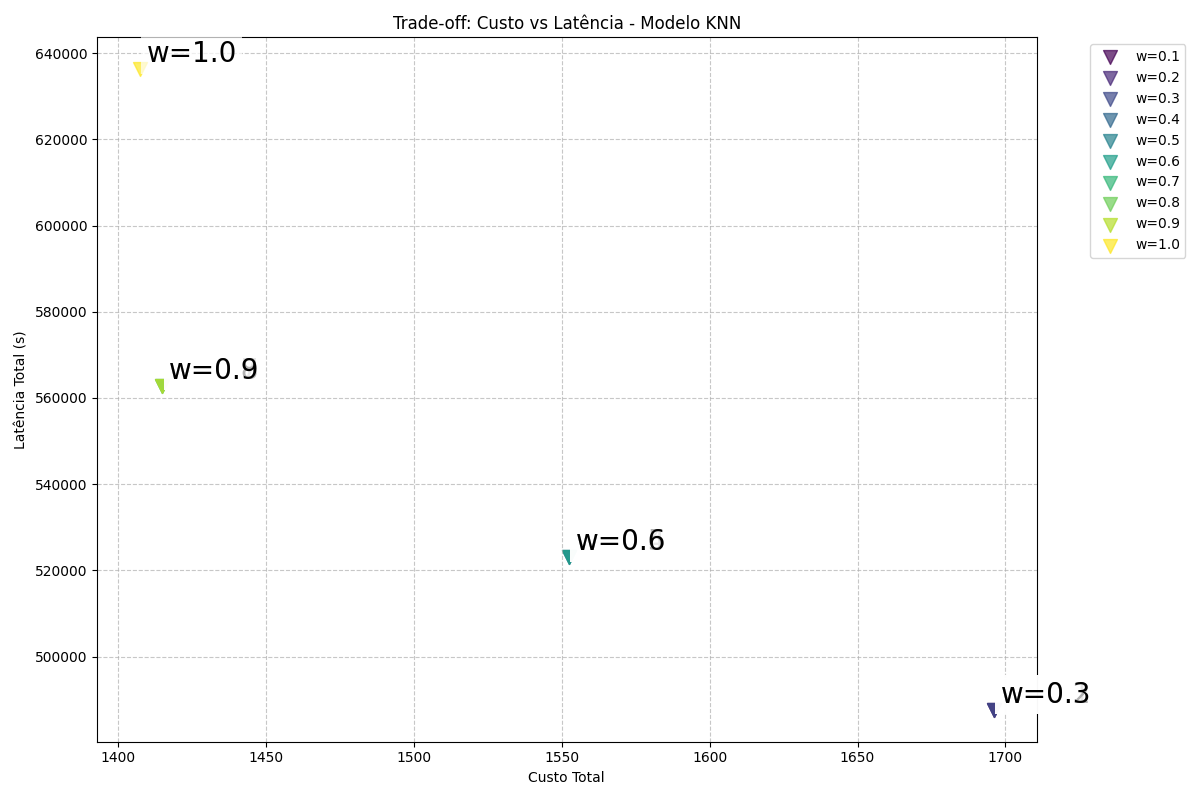 Trade-off: Custo vs Latência - Modelo KNN
640000
620000
600000
580000
560000
540000
520000
500000
Latência Total (s)
w=1.0
w=0.9
w=0.6
w=0.3
1400
1450
1500
1550
1600
1650
1700
Custo Total
w=0.1
w=0.2
w=0.3
w=0.4
w=0.5
w=0.6
w=0.7
w=0.8
w=0.9
w=1.0